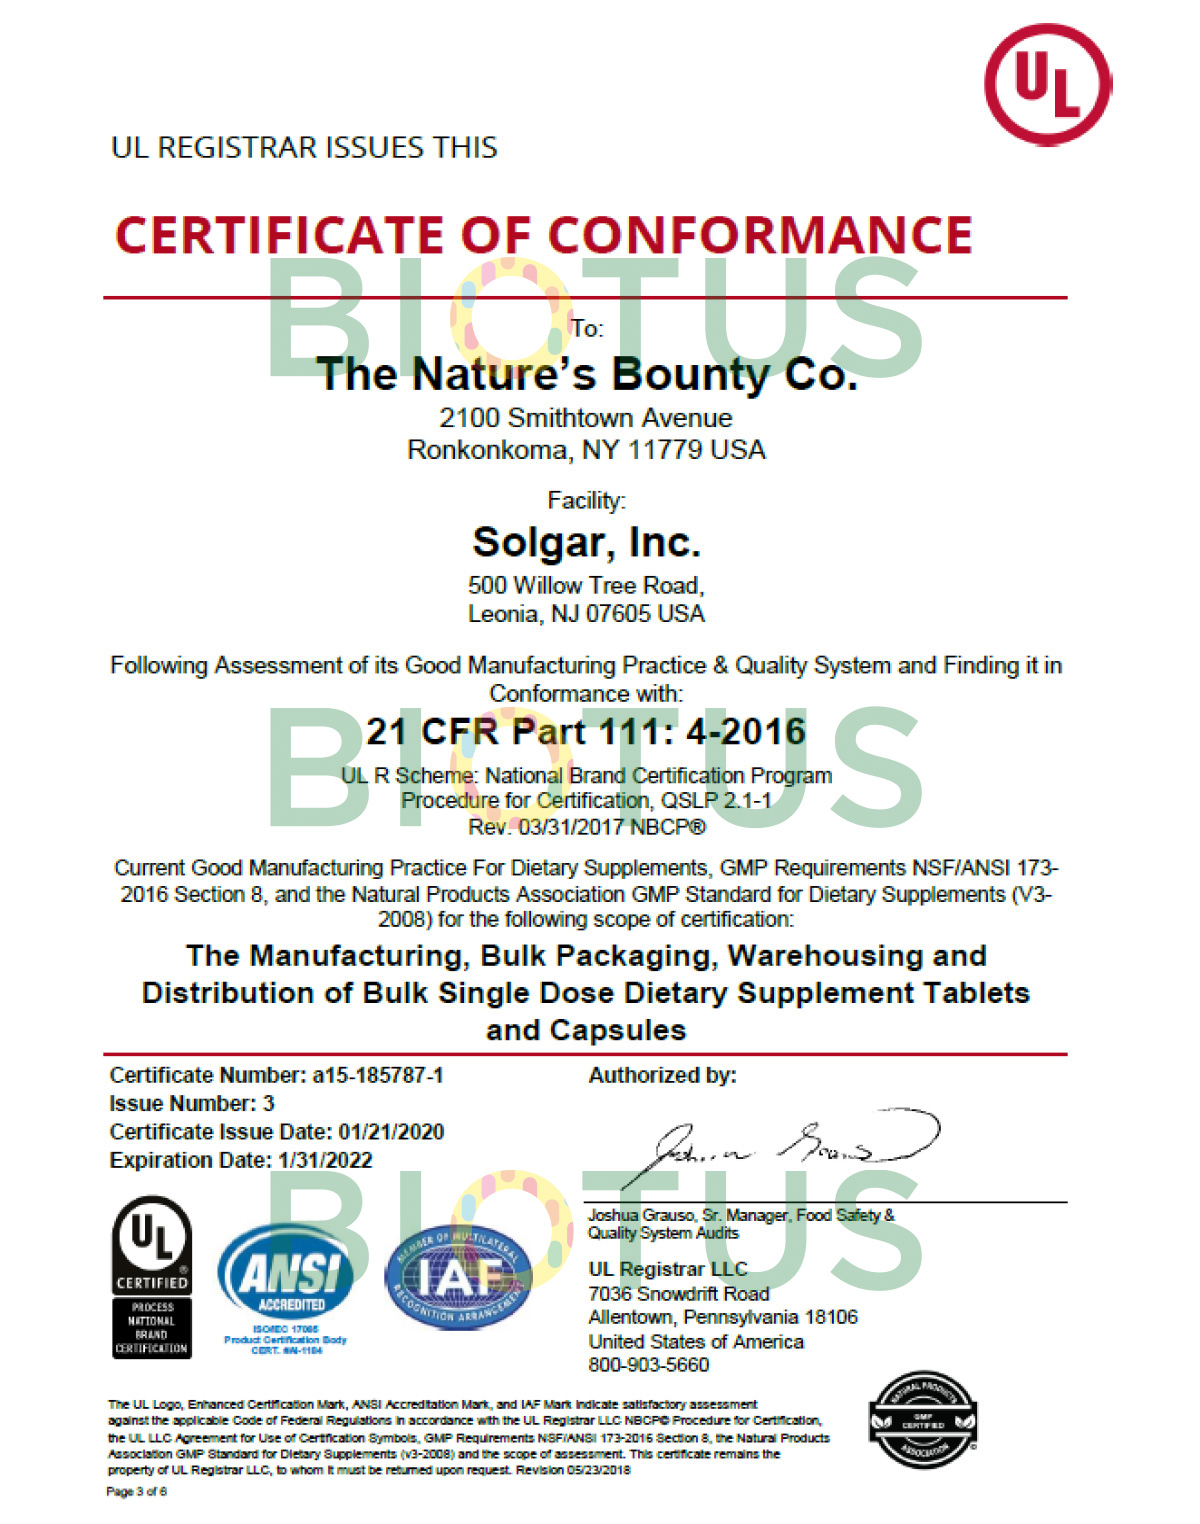 UL
UL REGISTRAR ISSUES THIS
CERTIFICATE OF CONFORMANCE
BIOTUS
To:
The Nature's Bounty Co.
2100 Smithtown Avenue
Ronkonkoma, NY 11779 USA
Facility:
Solgar, Inc.
500 Willow Tree Road,
Leonia, NJ 07605 USA
Following Assessment of its Good Manufacturing Practice & Quality System and Finding it in
Conformance with:
BIOTUS
21 CFR Part 111: 4-2016
UL R Scheme: National Brand Certification Program
Procedure for Certification, QSLP 2.1-1
Rev. 03/31/2017 NBCP®
Current Good Manufacturing Practice For Dietary Supplements, GMP Requirements NSF/ANSI 173-
2016 Section 8, and the Natural Products Association GMP Standard for Dietary Supplements (V3-
2008) for the following scope of certification:
The Manufacturing, Bulk Packaging, Warehousing and
Distribution of Bulk Single Dose Dietary Supplement Tablets
and Capsules
Certificate Number: a15-185787-1
Issue Number: 3
Certificate Issue Date: 01/21/2020
Expiration Date: 1/31/2022
Authorized by:
Joshua Grauso
BIOTUS
Joshua Grauso, Sr. Manager, Food Safety &
Quality System Audits
UL Registrar LLC
7036 Snowdrift Road
Allentown, Pennsylvania 18106
United States of America
800-903-5660
UL
®
CERTIFIED
PROCESS
NATIONAL
BRAND
CERTIFICATION
ANSI
ACCREDITED
ISO/IEC 17065
Product Certification Body
CERT. #AI-1104
MEMBER OF MULTILATERAL
IAF
RECOGNITION ARRANGEMENT
The UL Logo, Enhanced Certification Mark, ANSI Accreditation Mark, and IAF Mark indicate satisfactory assessment
against the applicable Code of Federal Regulations in accordance with the UL Registrar LLC NBCP® Procedure for Certification,
the UL LLC Agreement for Use of Certification Symbols, GMP Requirements NSF/ANSI 173-2016 Section 8, the Natural Products
Association GMP Standard for Dietary Supplements (v3-2008) and the scope of assessment. This certificate remains the
property of UL Registrar LLC, to whom it must be returned upon request. Revision 05/23/2018
Page 3 of 6
NATURAL PRODUCTS
GMP
CERTIFIED
ASSOCIATION
©